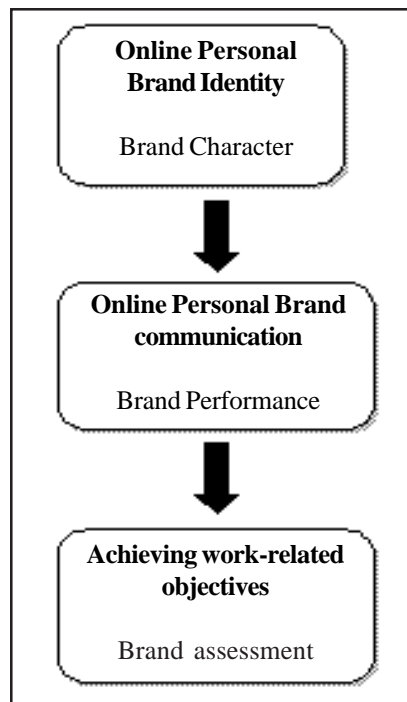 Online Personal
Brand Identity
Brand Character
Online Personal Brand
communication
Brand Performance
Achieving work-related
objectives
Brand assessment